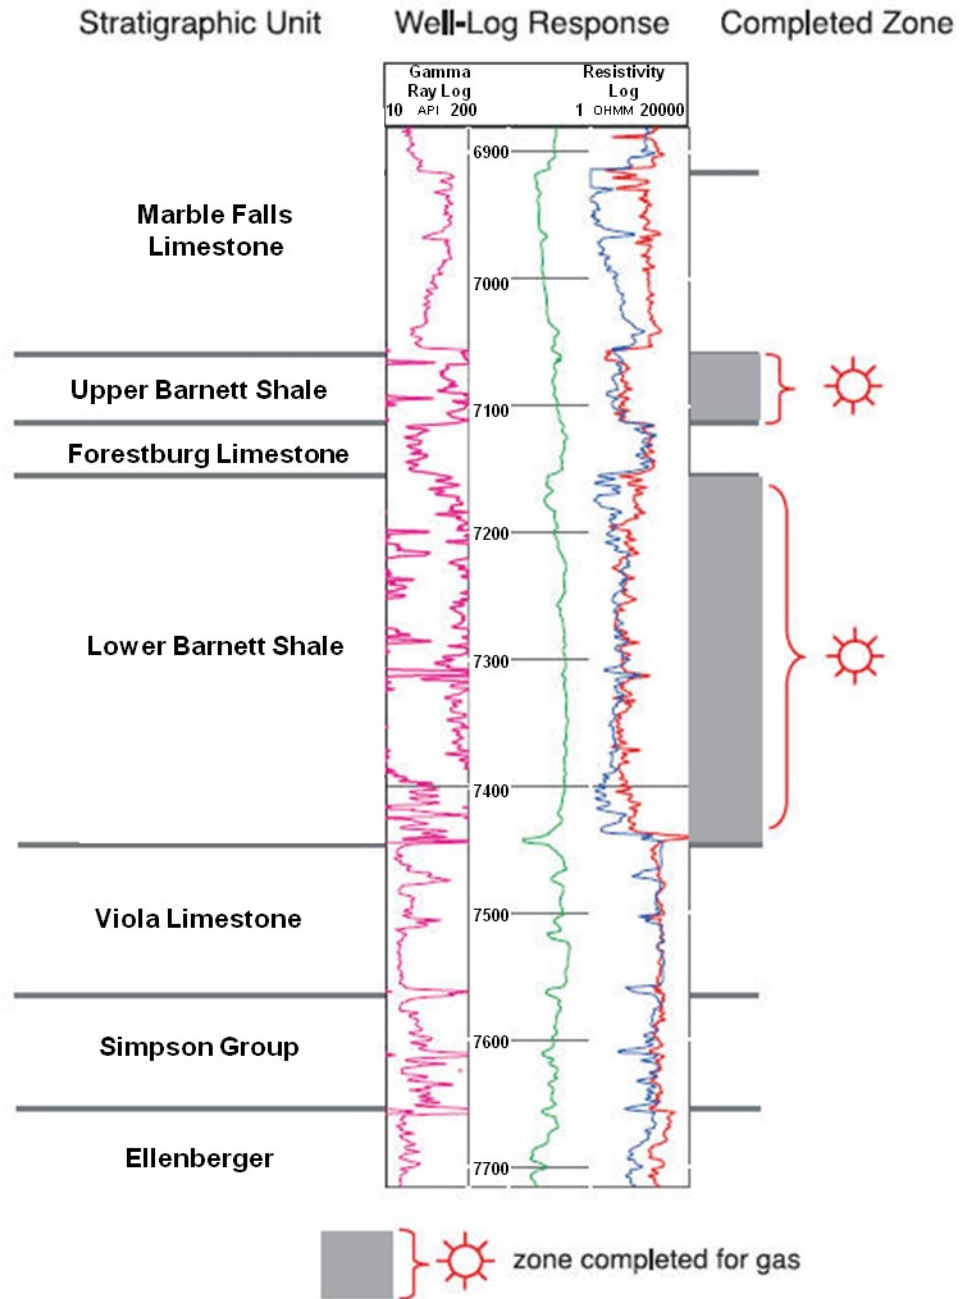 Stratigraphic Unit
Well-Log Response
Completed Zone
Gamma
Ray Log
10 API 200
Resistivity
Log
1 OHMM 20000
6900
Marble Falls
Limestone
7000
Upper Barnett Shale
7100
Forestburg Limestone
7200
Lower Barnett Shale
7300
7400
Viola Limestone
7500
Simpson Group
7600
Ellenberger
7700
zone completed for gas